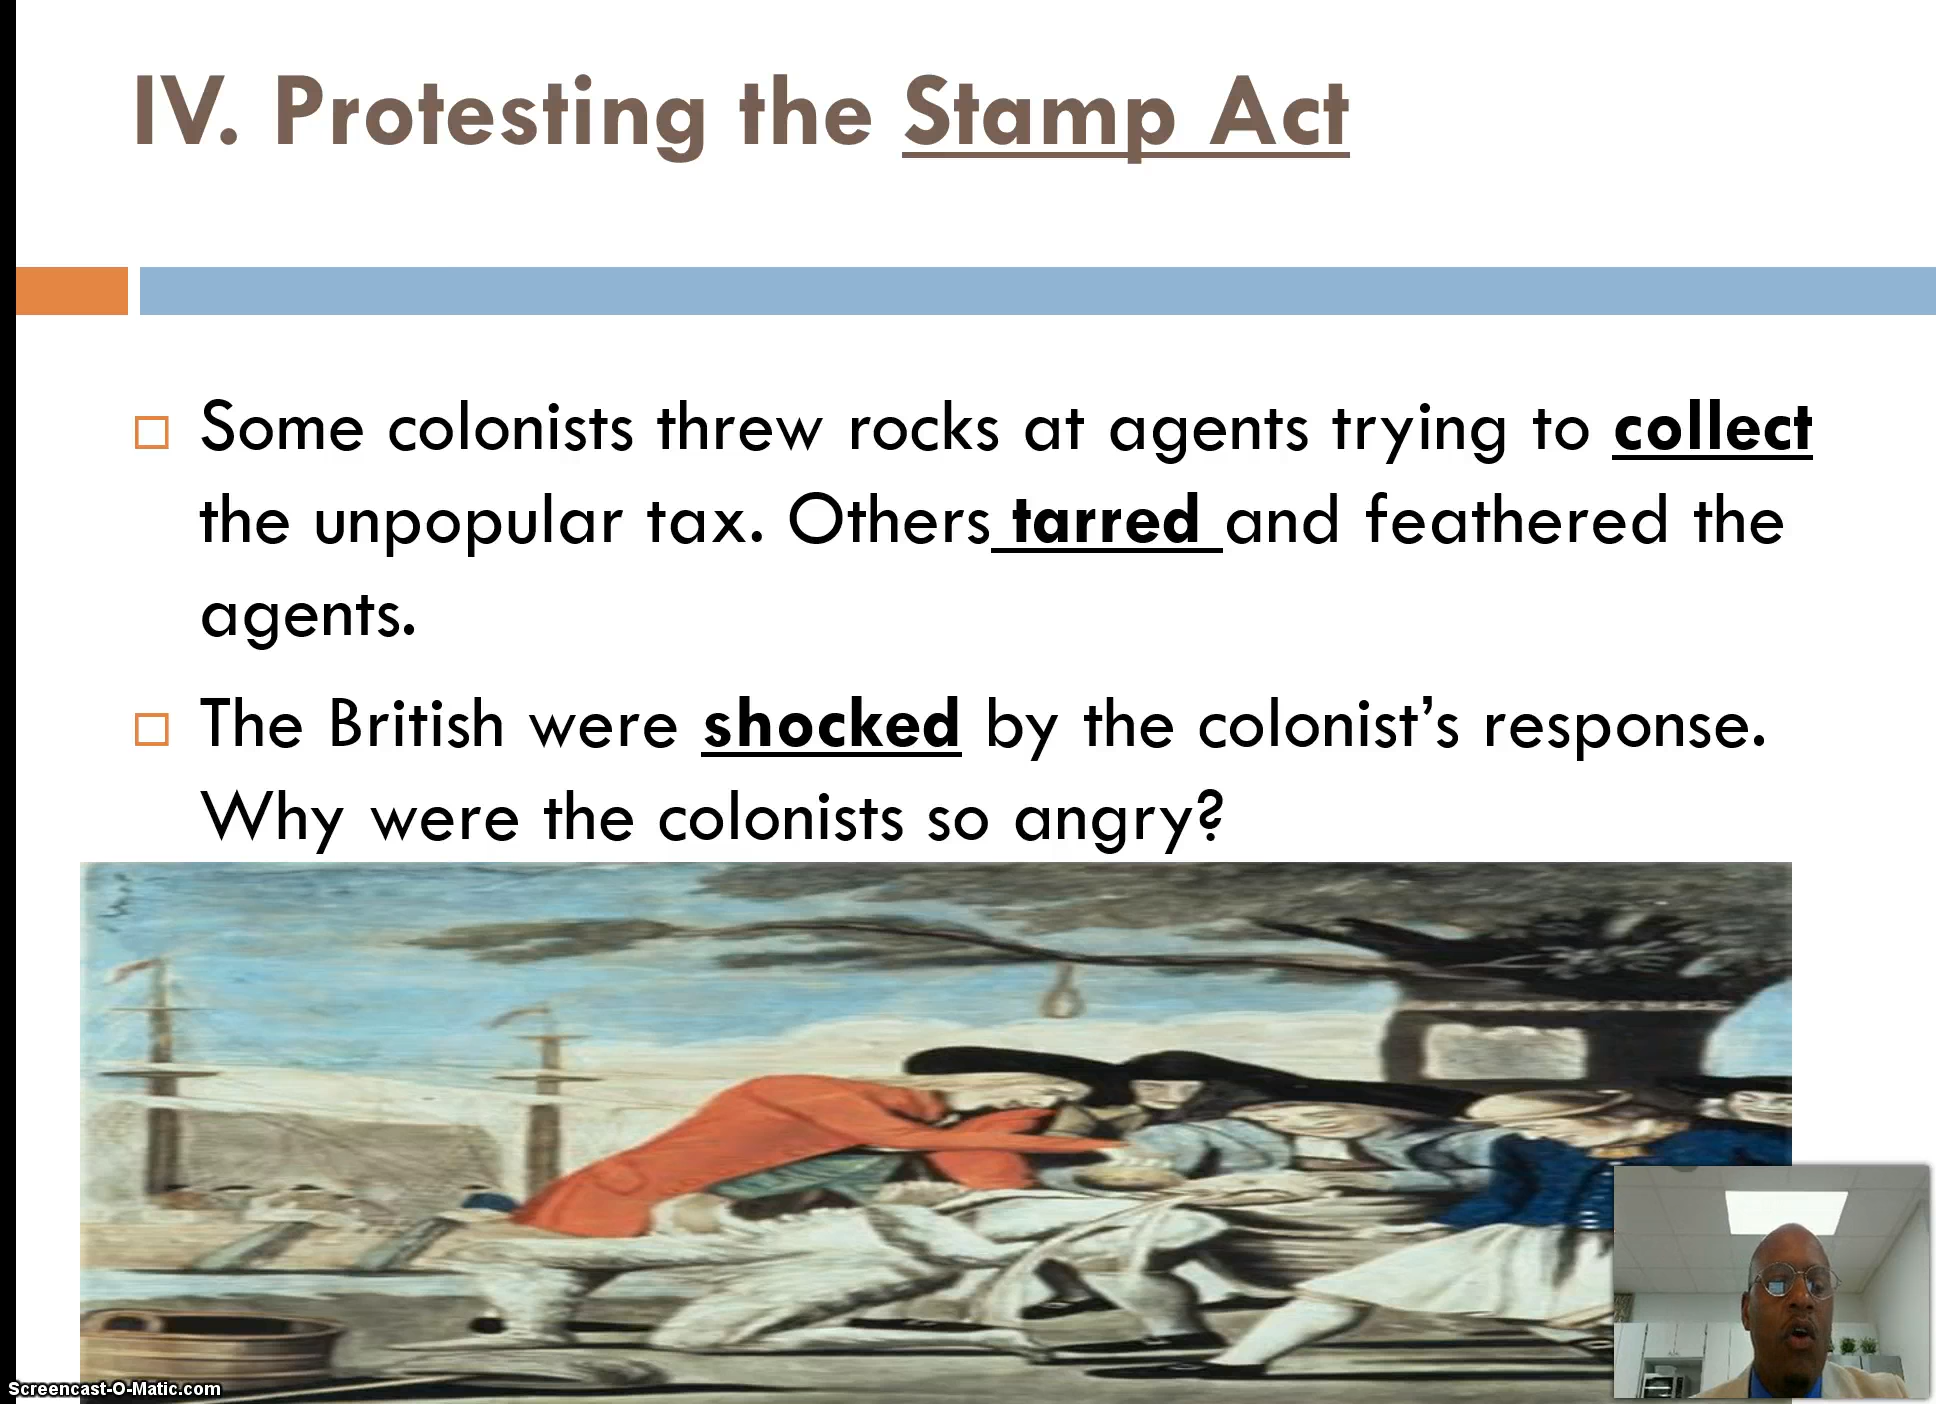 IV. Protesting the Stamp Act
Some colonists threw rocks at agents trying to collect
the unpopular tax. Others tarred and feathered the
agents.
The British were shocked by the colonist’s response.
Why were the colonists so angry?
Screencast-O-Matic.com